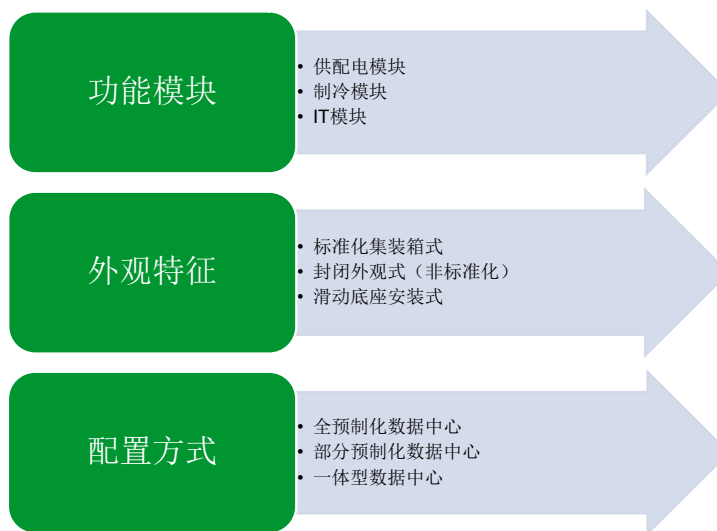 功能模块
• 供配电模块
• 制冷模块
• IT模块
外观特征
• 标准化集装箱式
• 封闭外观式（非标准化）
• 滑动底座安装式
配置方式
• 全预制化数据中心
• 部分预制化数据中心
• 一体型数据中心